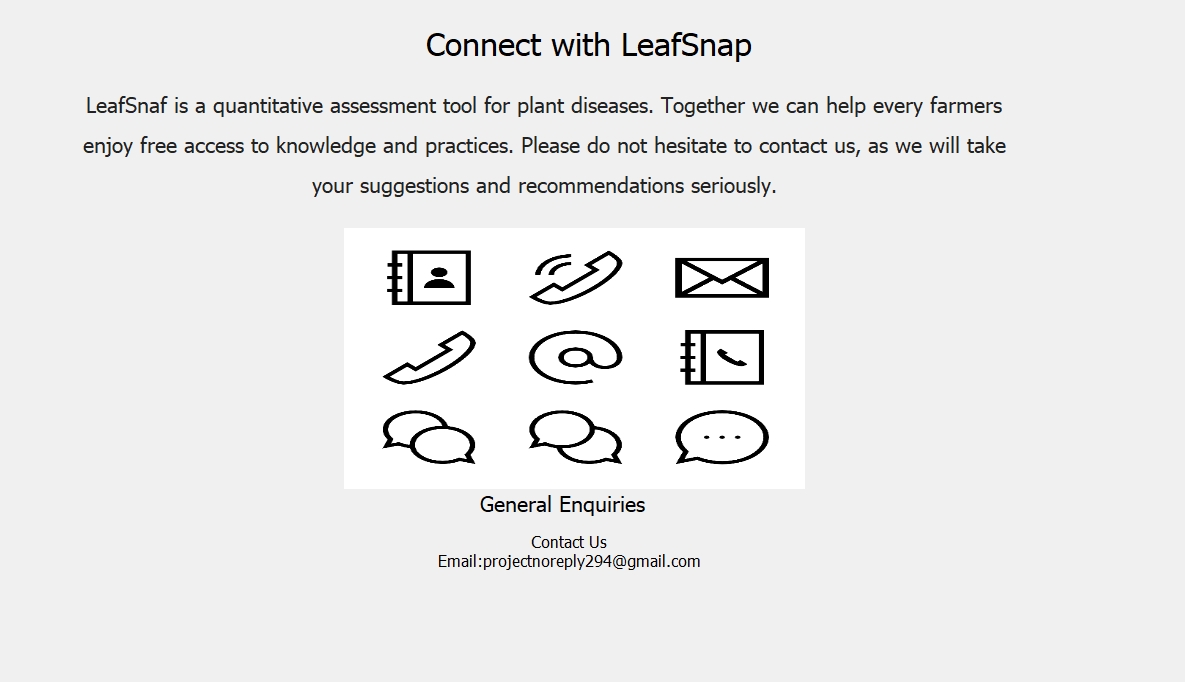 Connect with LeafSnap
LeafSnaf is a quantitative assessment tool for plant diseases. Together we can help every farmers
enjoy free access to knowledge and practices. Please do not hesitate to contact us, as we will take
your suggestions and recommendations seriously.
General Enquiries
Contact Us
Email:projectnoreply294@gmail.com